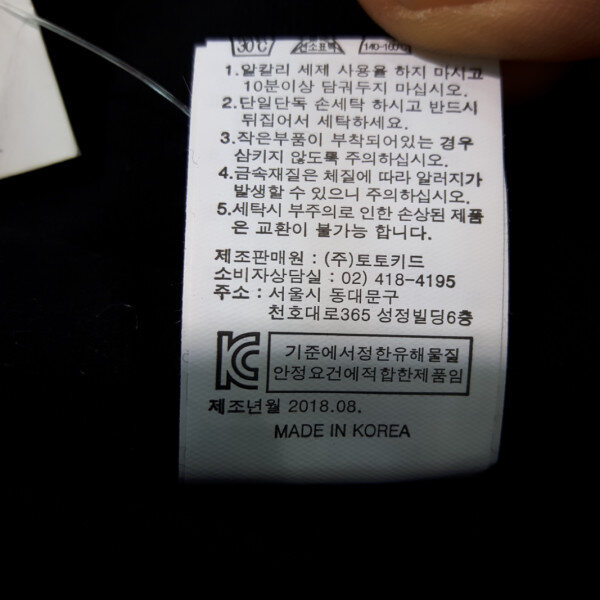 30℃ 140-160℃
1.알칼리 세제 사용을 하지 마시고
10분이상 담궈두지 마십시오.
2.단일단독 손세탁 하시고 반드시
뒤집어서 세탁하세요.
3.작은부품이 부착되어있는 경우
삼키지 않도록 주의하십시오.
4.금속재질은 체질에 따라 알러지가
발생할 수 있으니 주의하십시오.
5.세탁시 부주의로 인한 손상된 제품
은 교환이 불가능 합니다.
제조판매원 : (주)토토키드
소비자상담실 : 02) 418-4195
주소 : 서울시 동대문구
천호대로365 성정빌딩6층
KC
기준에서정한유해물질
안정요건에적합한제품임
제조년월 2018.08.
MADE IN KOREA